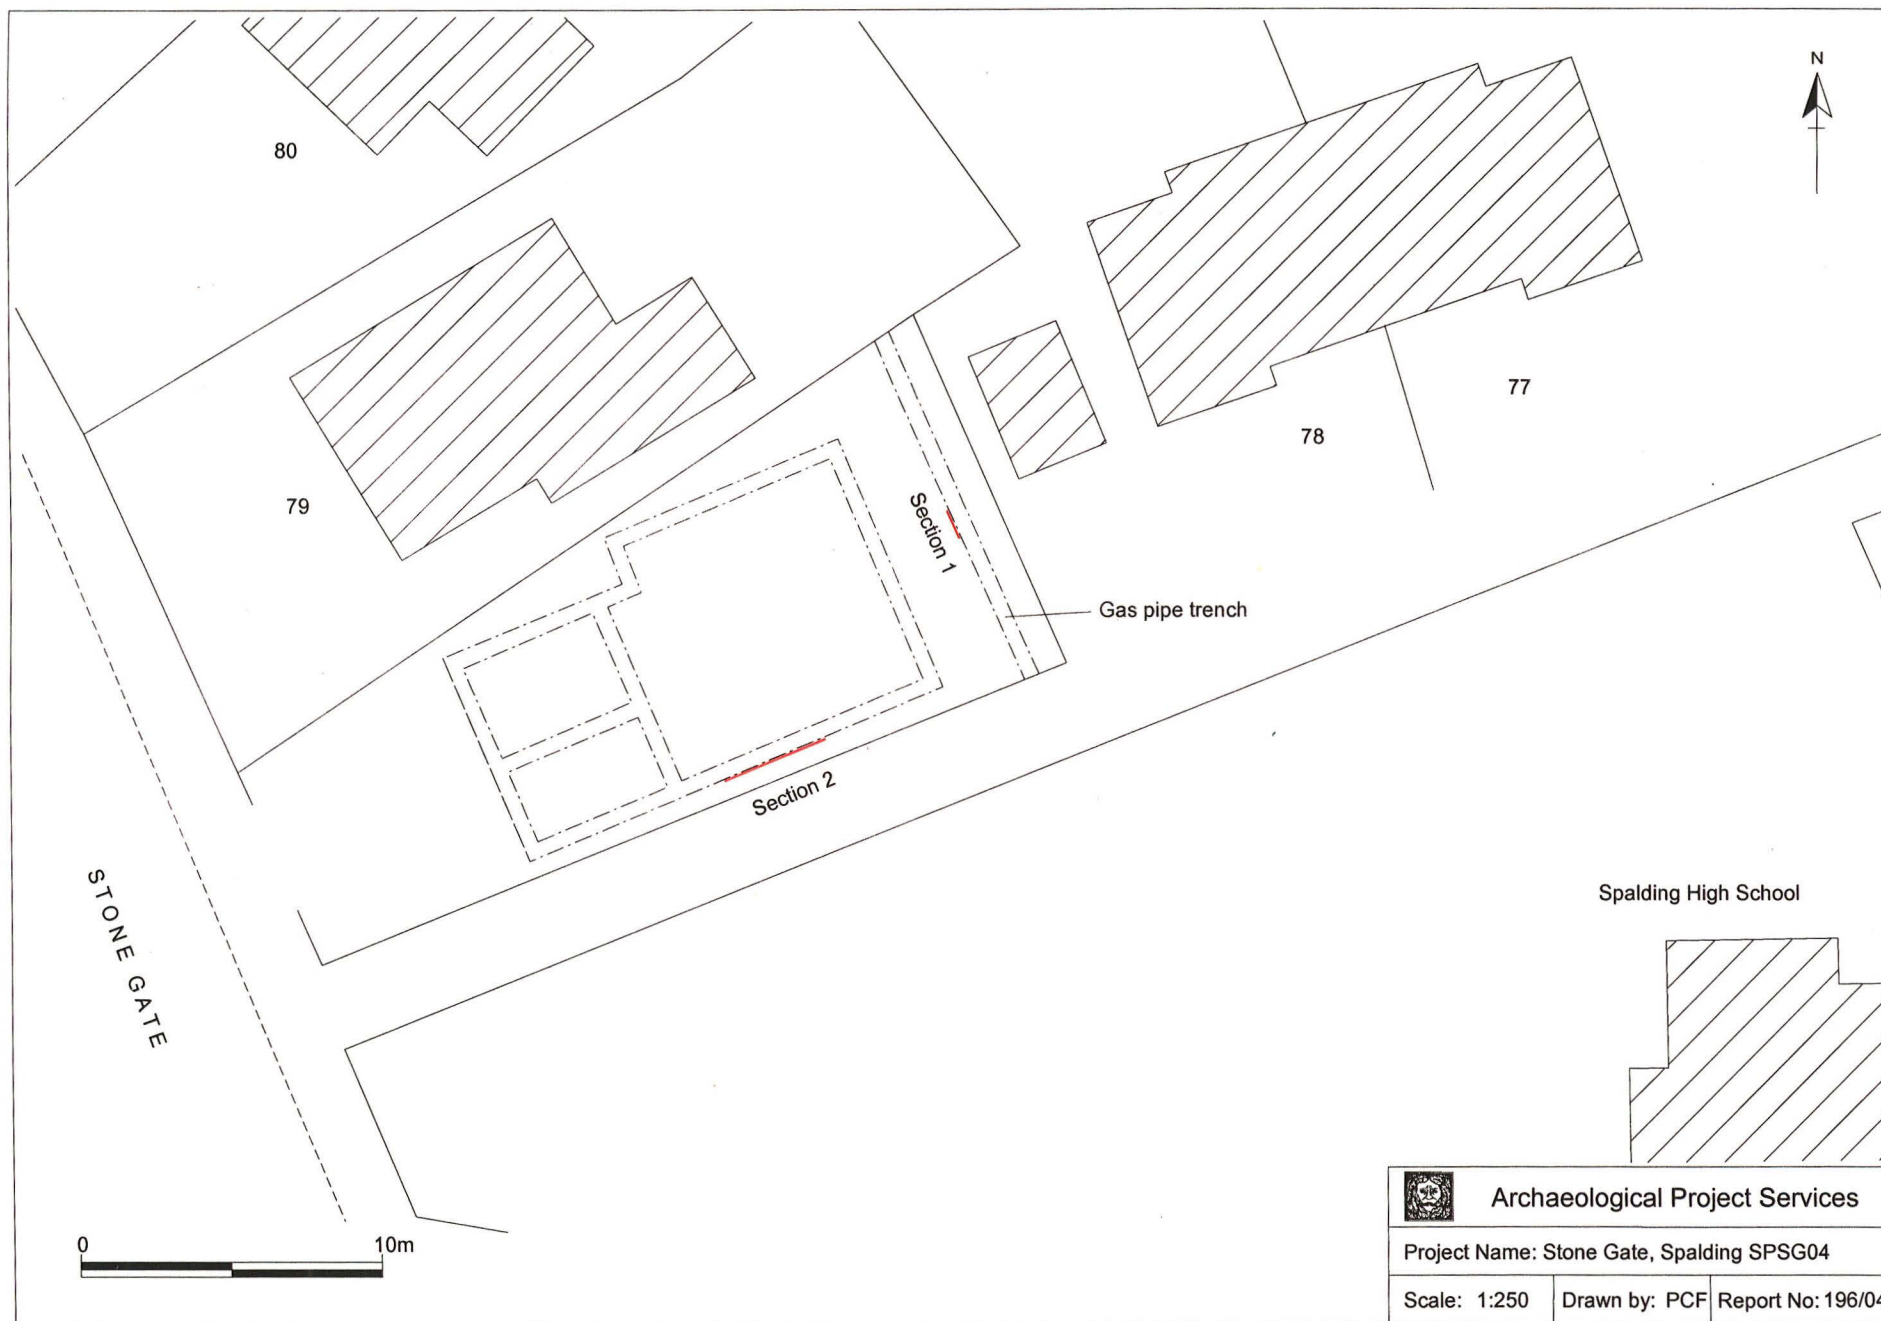 N
80
79
78
77
Section 1
Gas pipe trench
Section 2
STONE GATE
Spalding High School
0 10m
Archaeological Project Services
Project Name: Stone Gate, Spalding SPSG04
Scale: 1:250 Drawn by: PCF Report No: 196/04